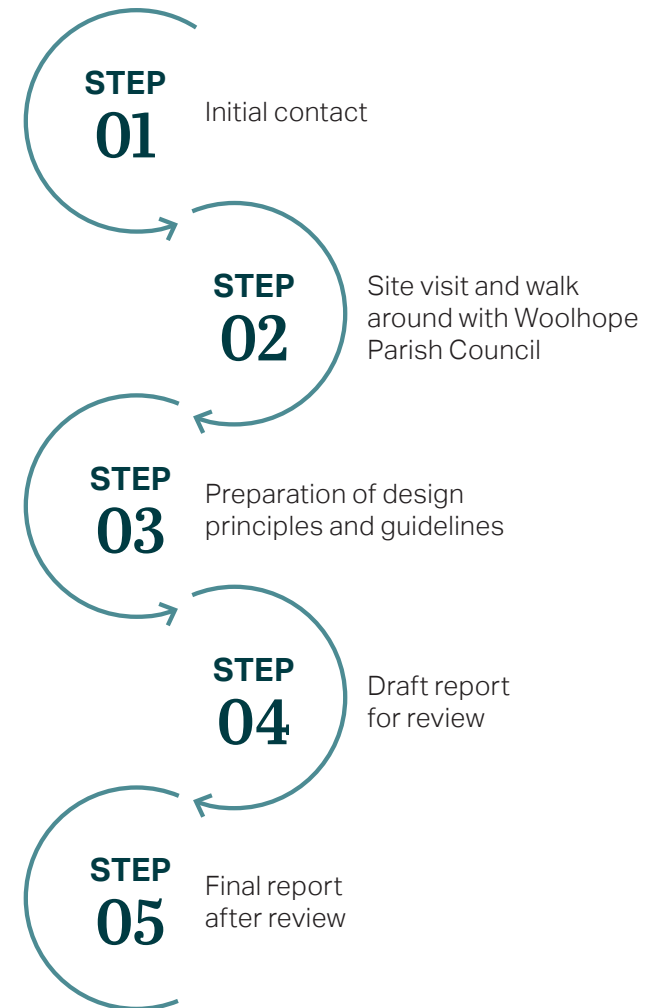 STEP
01
Initial contact
STEP
02
Site visit and walk
around with Woolhope
Parish Council
STEP
03
Preparation of design
principles and guidelines
STEP
04
Draft report
for review
STEP
05
Final report
after review